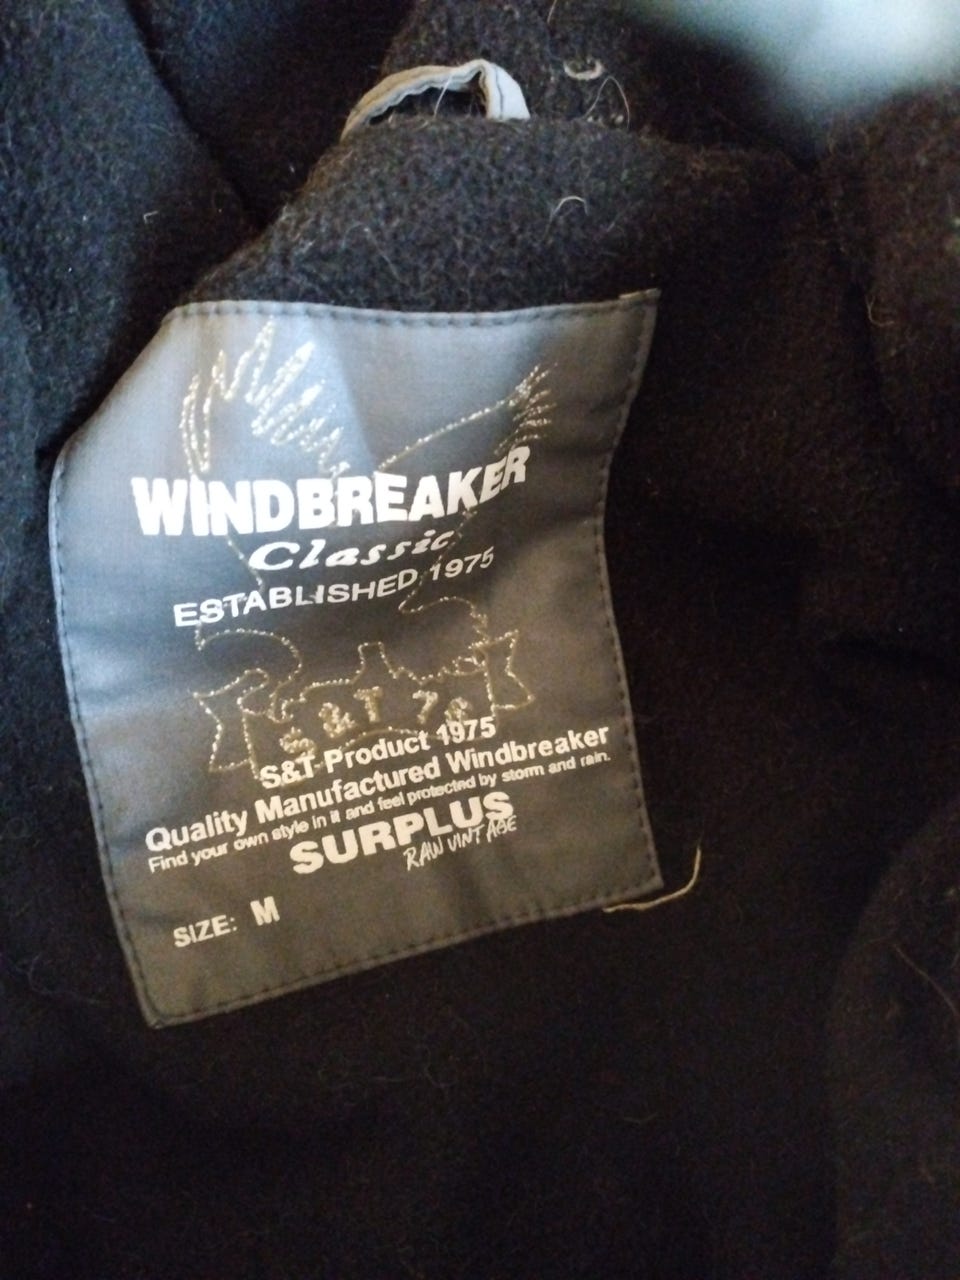 WINDBREAKER
Classic
ESTABLISHED 1975
S&T 75
S&T Product 1975
Quality Manufactured Windbreaker
Find your own style in it and feel protected by storm and rain.
SURPLUS
RAW VINTAGE
SIZE: M